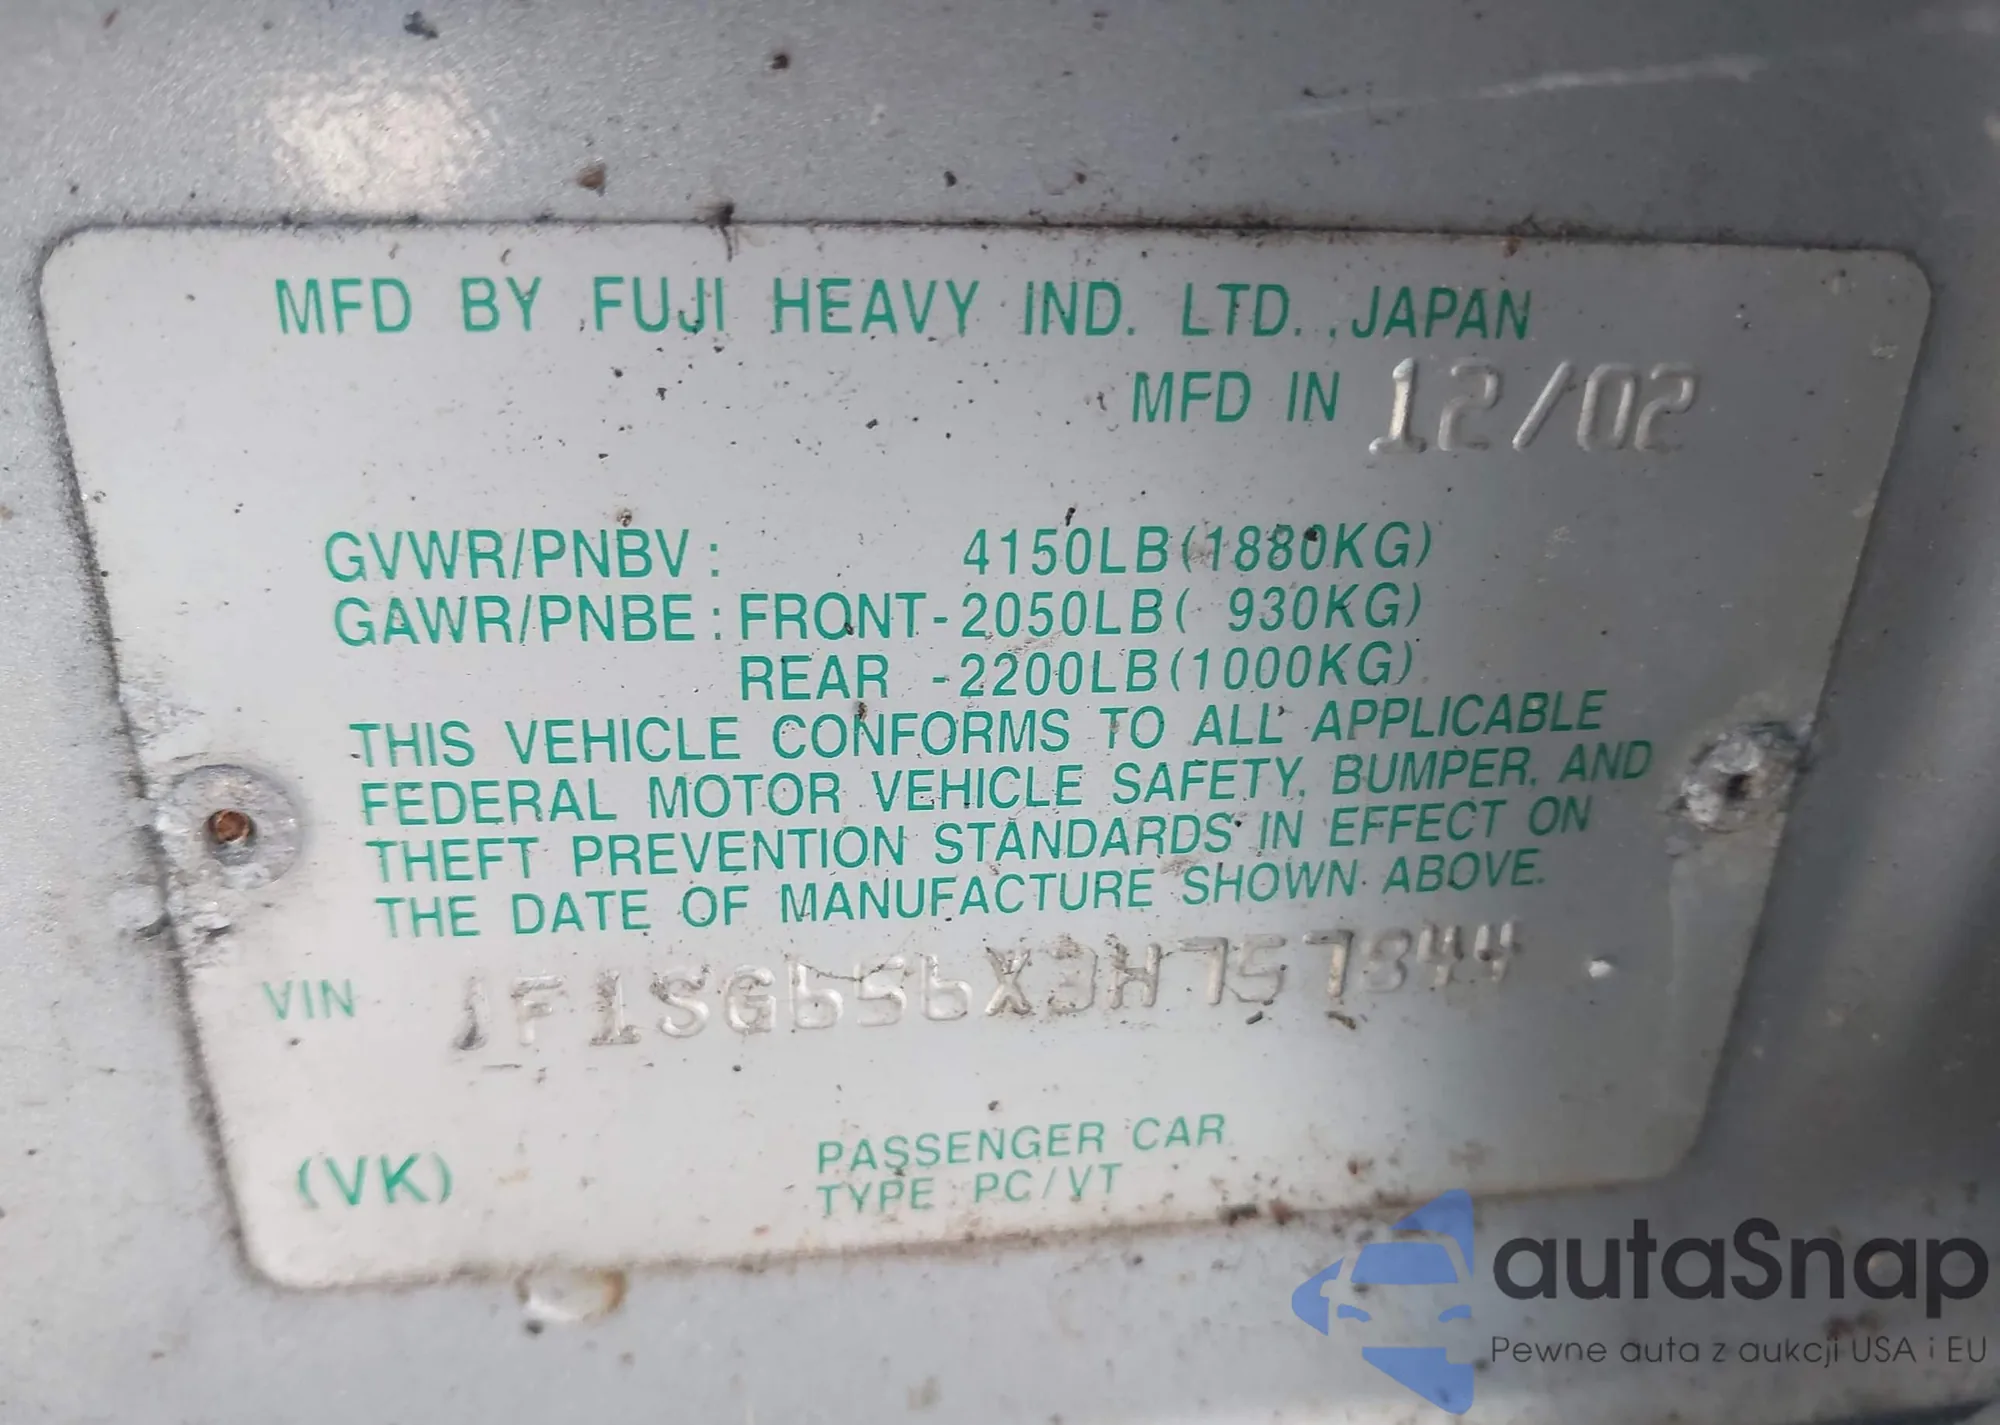 MFD BY FUJI HEAVY IND. LTD., JAPAN
MFD IN 12/02
GVWR/PNBV: 4150LB(1880KG)
GAWR/PNBE: FRONT-2050LB( 930KG)
REAR -2200LB(1000KG)
THIS VEHICLE CONFORMS TO ALL APPLICABLE
FEDERAL MOTOR VEHICLE SAFETY, BUMPER, AND
THEFT PREVENTION STANDARDS IN EFFECT ON
THE DATE OF MANUFACTURE SHOWN ABOVE.
VIN JF1SG656X3H757844
(VK) PASSENGER CAR
TYPE PC/VT
autaSnap
Pewne auta z aukcji USA i EU